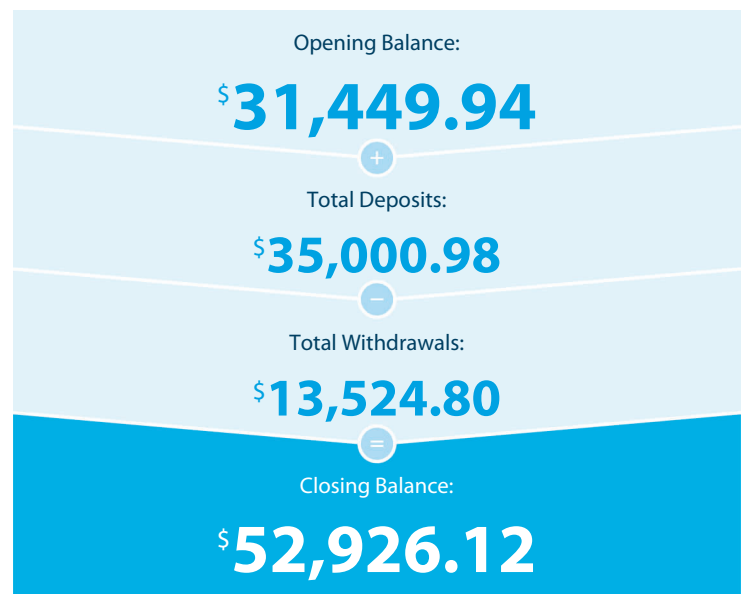 Opening Balance:
$31,449.94
+
Total Deposits:
$35,000.98
−
Total Withdrawals:
$13,524.80
=
Closing Balance:
$52,926.12